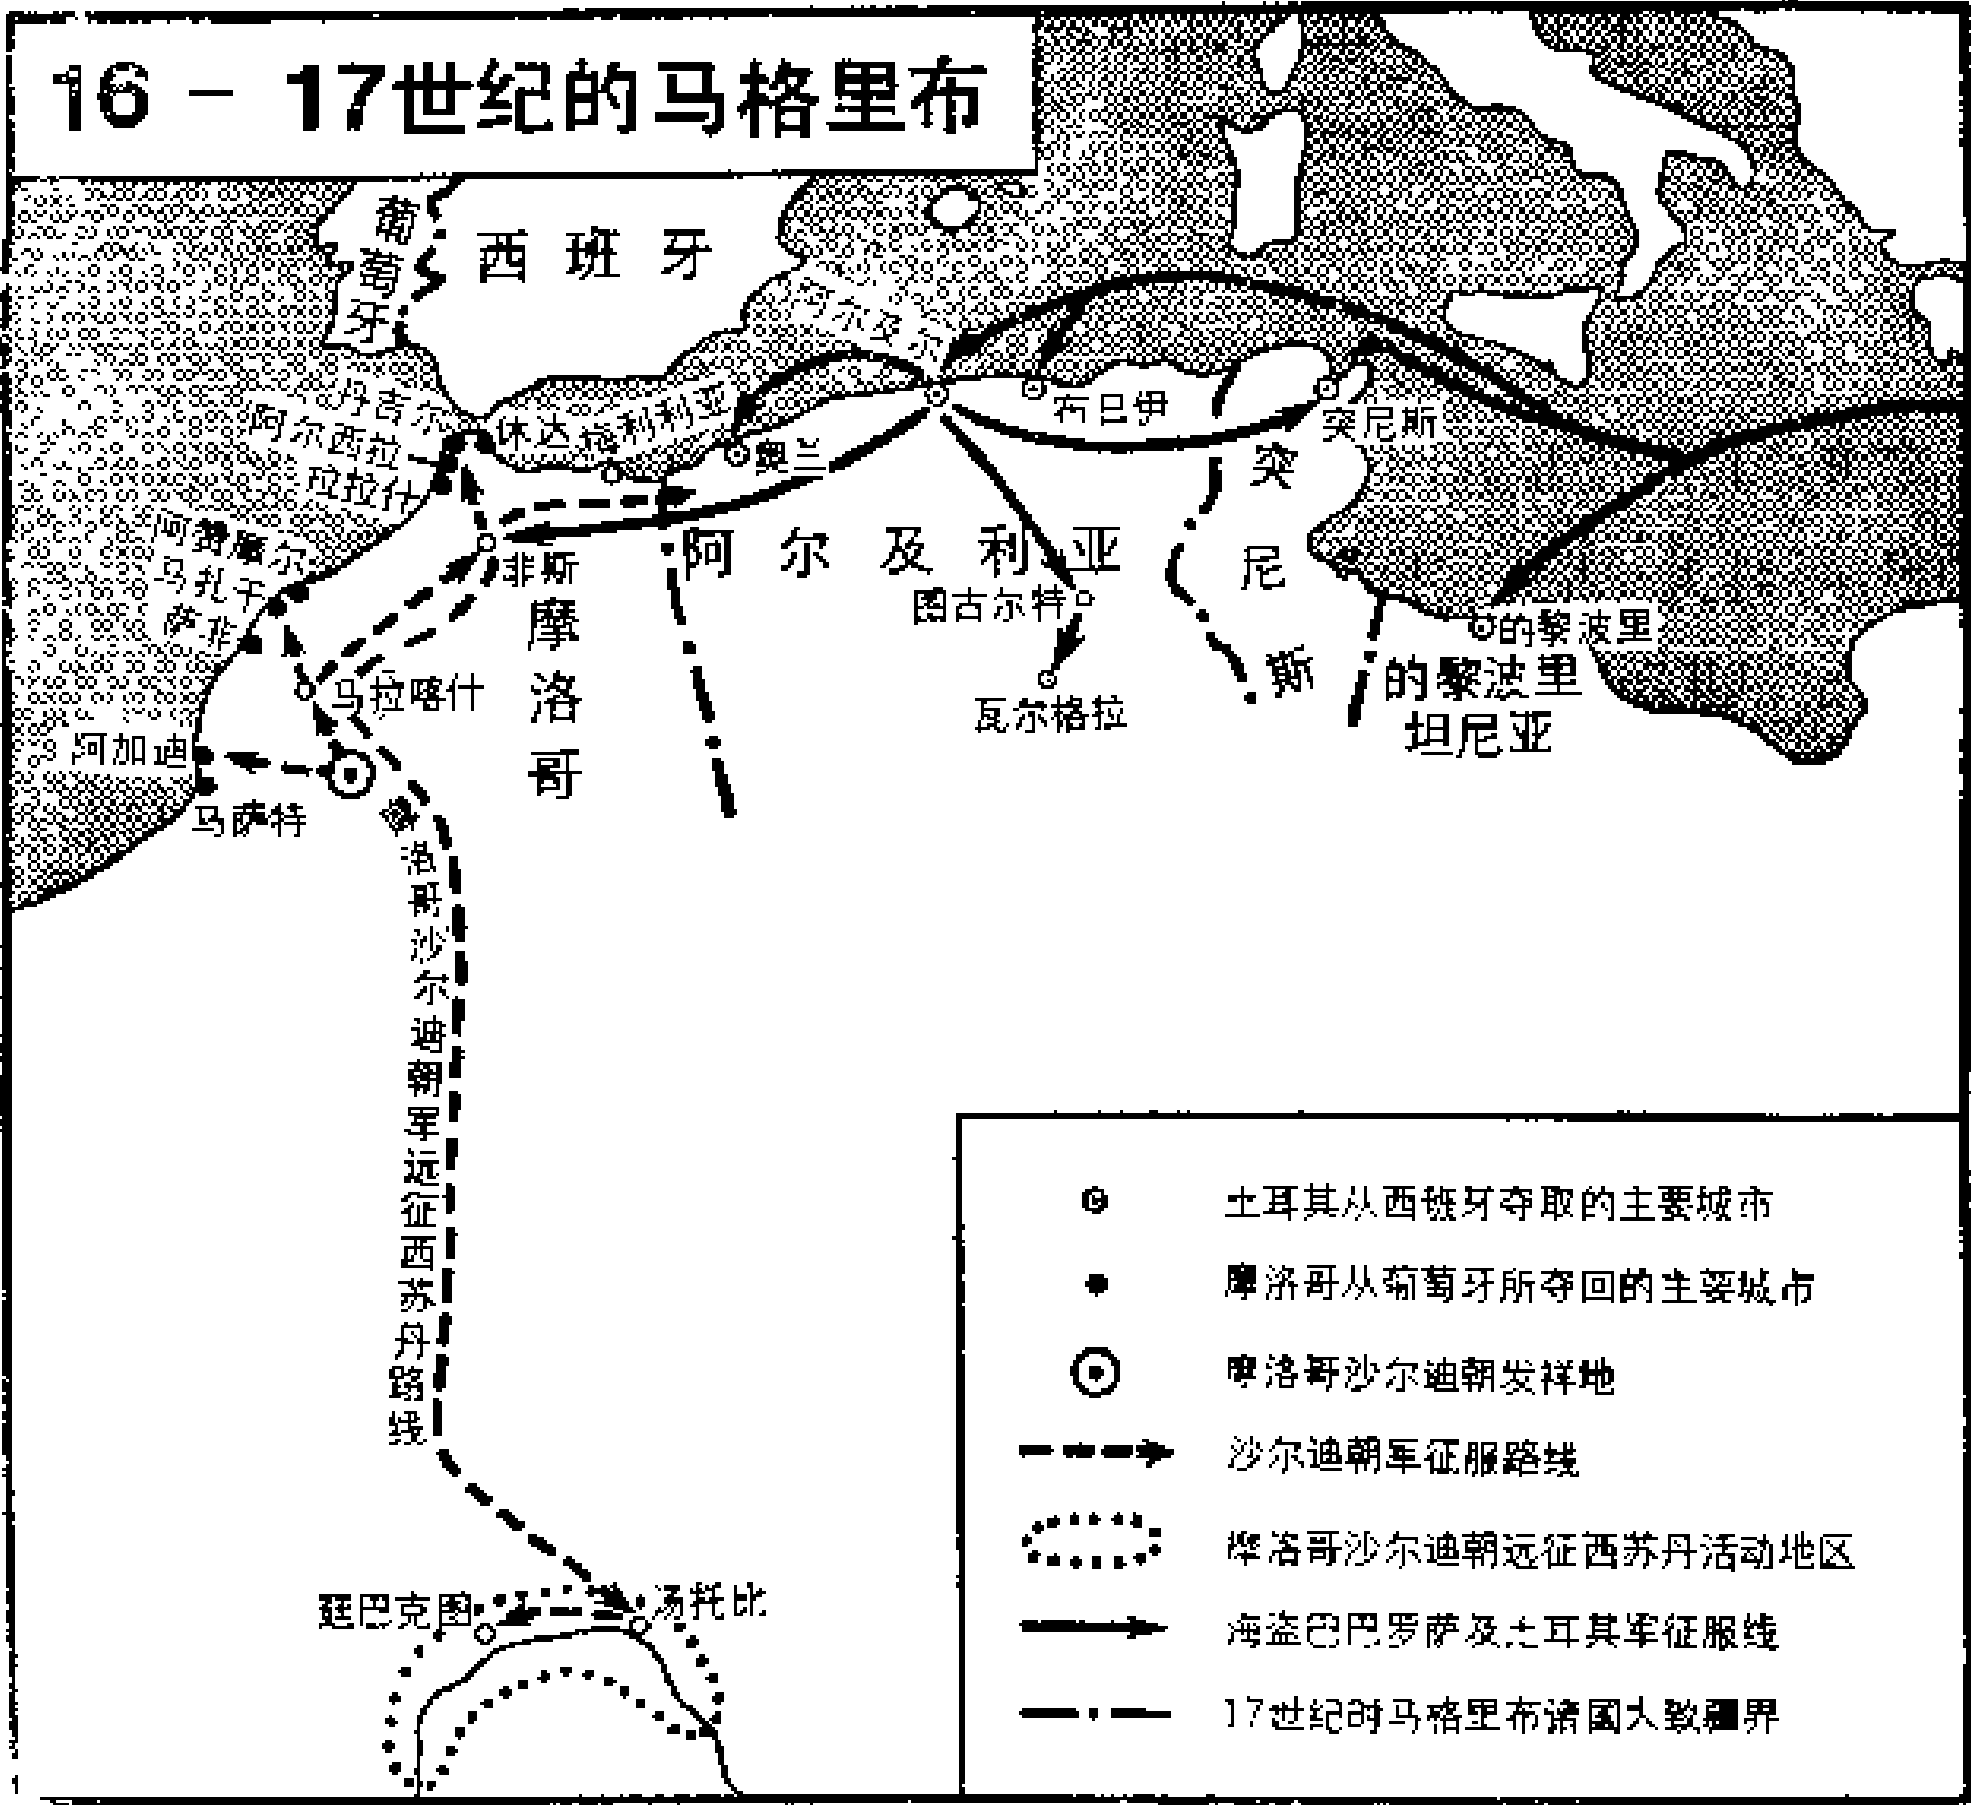 16 - 17世纪的马格里布
葡萄牙
西班牙
阿尔及尔
丹吉尔
休达
梅利利亚
阿尔西拉
拉拉什
奥兰
布日伊
突尼斯
阿尔及利亚
突尼斯
阿赞摩尔
马扎干
萨非
非斯
摩洛哥
图古尔特
瓦尔格拉
的黎波里
的黎波里
坦尼亚
马拉喀什
阿加迪
马萨特
摩洛哥沙尔迪朝军远征西苏丹路线
廷巴克图
汤托比
土耳其从西班牙夺取的主要城市
摩洛哥从葡萄牙所夺回的主要城市
摩洛哥沙尔迪朝发祥地
沙尔迪朝军征服路线
摩洛哥沙尔迪朝远征西苏丹活动地区
海盗巴巴罗萨及土耳其军征服线
17世纪时马格里布诸國大致疆界